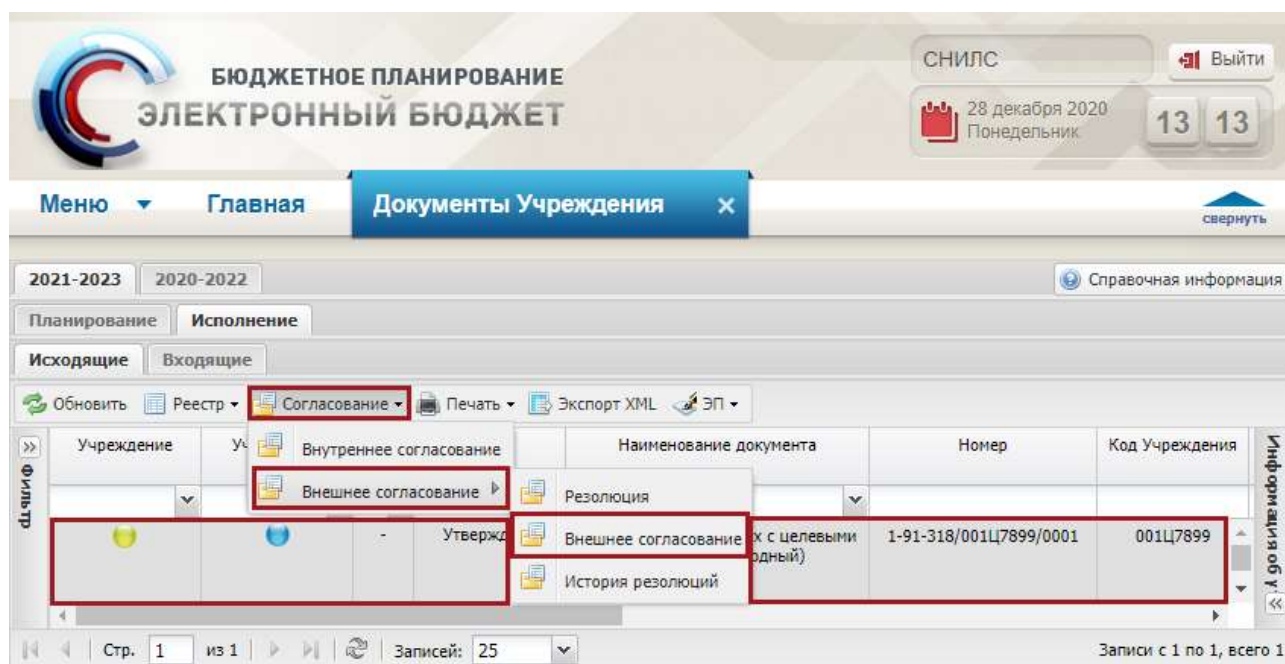 БЮДЖЕТНОЕ ПЛАНИРОВАНИЕ
ЭЛЕКТРОННЫЙ БЮДЖЕТ
СНИЛС
Выйти
28 декабря 2020
Понедельник
13 13
Меню Главная Документы Учреждения
свернуть
2021-2023 2020-2022 Справочная информация
Планирование Исполнение
Исходящие Входящие
Обновить Реестр Согласование Печать Экспорт XML ЭП
Учреждение Наименование документа Номер Код Учреждения
Фильтр
Внутреннее согласование
Внешнее согласование
Резолюция
Внешнее согласование
История резолюций
- Утвержд х с целевыми 1-91-318/001Ц7899/0001 001Ц7899
одный)
Информация об у
Стр. 1 из 1 Записей: 25 Записи с 1 по 1, всего 1